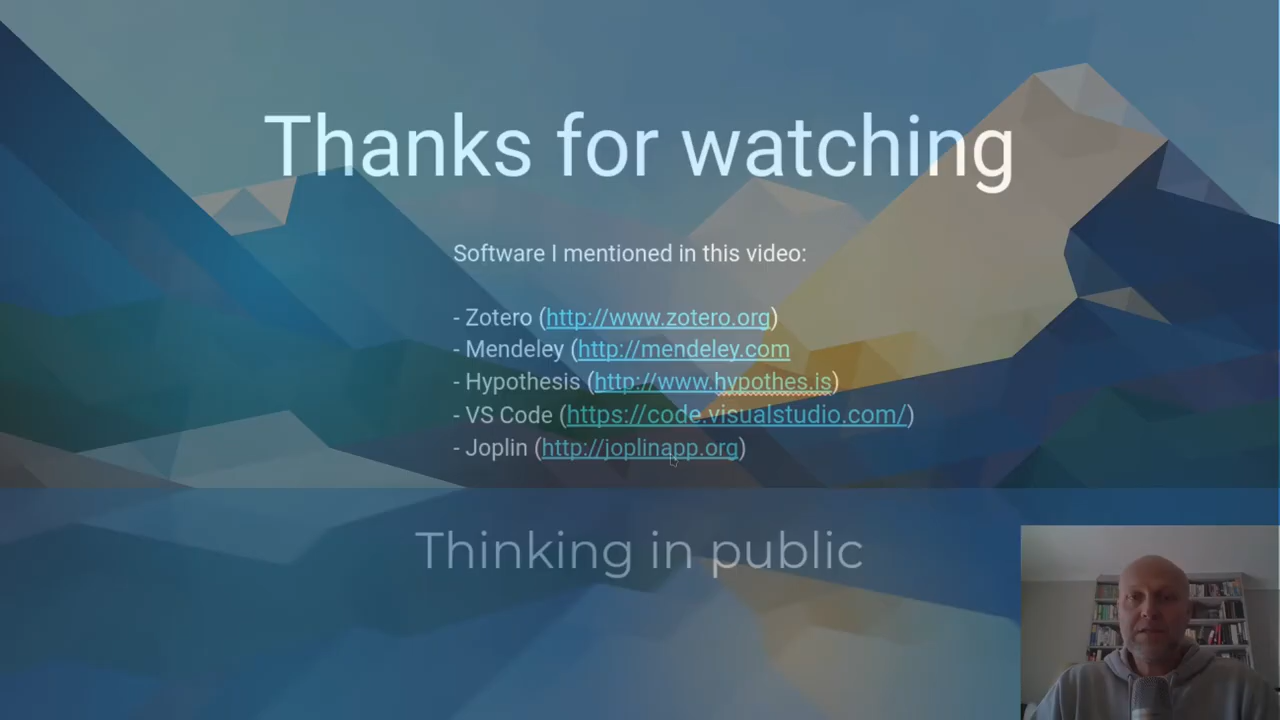 Thanks for watching
Software I mentioned in this video:
- Zotero (http://www.zotero.org)
- Mendeley (http://mendeley.com
- Hypothesis (http://www.hypothes.is)
- VS Code (https://code.visualstudio.com/)
- Joplin (http://joplinapp.org)
Thinking in public